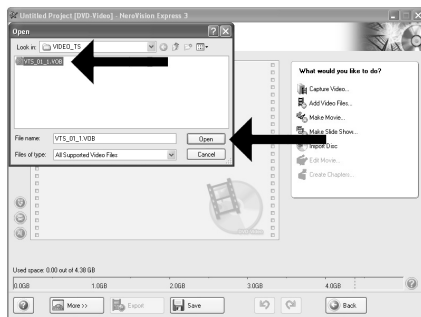 Untitled Project [DVD-Video] - NeroVision Express 3
Open
Look in: VIDEO_TS
VTS_01_1.VOB
File name: VTS_01_1.VOB
Open
Files of type: All Supported Video Files
Cancel
What would you like to do?
Capture Video...
Add Video Files...
Make Movie...
Make Slide Show...
Import Disc
Edit Movie...
Create Chapters...
Used space: 0.00 out of 4.38 GB
0.0GB 1.0GB 2.0GB 3.0GB 4.0GB
More >>
Export
Save
Back